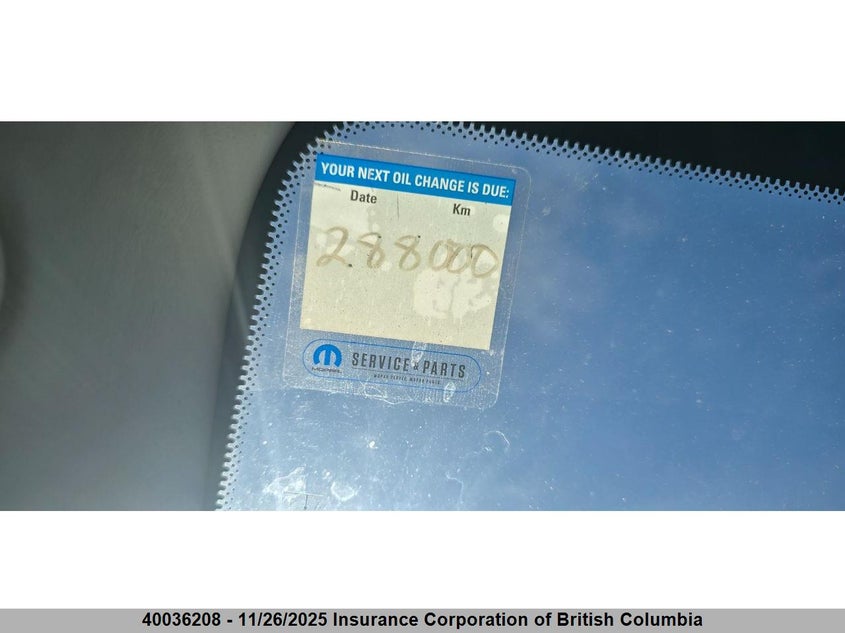 YOUR NEXT OIL CHANGE IS DUE:
Date Km
288000
MOPAR
SERVICE & PARTS
40036208 - 11/26/2025 Insurance Corporation of British Columbia